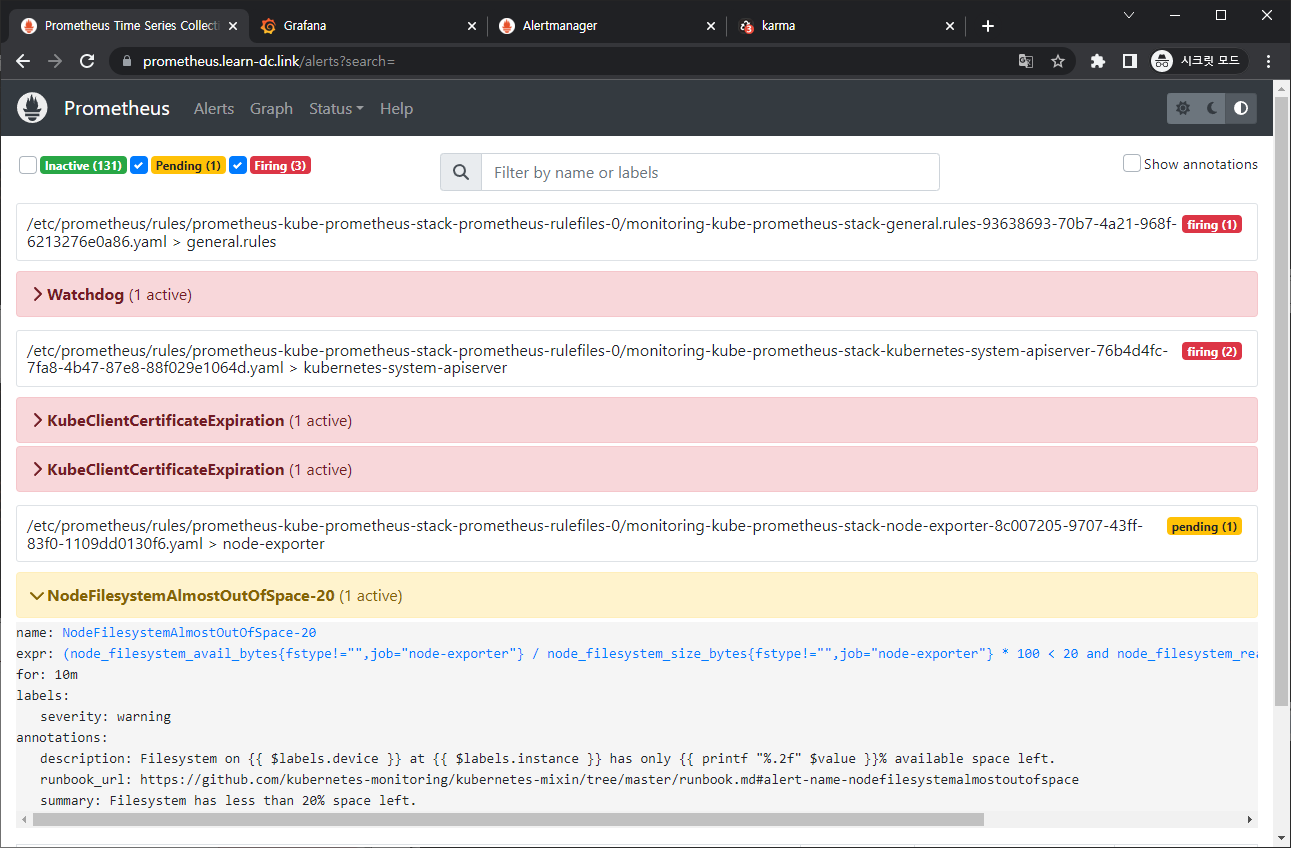 Prometheus Time Series Collecti
Grafana
Alertmanager
3
karma
prometheus.learn-dc.link/alerts?search=
시크릿 모드
Prometheus
Alerts
Graph
Status
Help
Inactive (131)
Pending (1)
Firing (3)
Filter by name or labels
Show annotations
/etc/prometheus/rules/prometheus-kube-prometheus-stack-prometheus-rulefiles-0/monitoring-kube-prometheus-stack-general.rules-93638693-70b7-4a21-968f-
6213276e0a86.yaml > general.rules
firing (1)
Watchdog (1 active)
/etc/prometheus/rules/prometheus-kube-prometheus-stack-prometheus-rulefiles-0/monitoring-kube-prometheus-stack-kubernetes-system-apiserver-76b4d4fc-
7fa8-4b47-87e8-88f029e1064d.yaml > kubernetes-system-apiserver
firing (2)
KubeClientCertificateExpiration (1 active)
KubeClientCertificateExpiration (1 active)
/etc/prometheus/rules/prometheus-kube-prometheus-stack-prometheus-rulefiles-0/monitoring-kube-prometheus-stack-node-exporter-8c007205-9707-43ff-
83f0-1109dd0130f6.yaml > node-exporter
pending (1)
NodeFilesystemAlmostOutOfSpace-20 (1 active)
name: NodeFilesystemAlmostOutOfSpace-20
expr: (node_filesystem_avail_bytes{fstype!="",job="node-exporter"} / node_filesystem_size_bytes{fstype!="",job="node-exporter"} * 100 < 20 and node_filesystem_rea
for: 10m
labels:
severity: warning
annotations:
description: Filesystem on {{ $labels.device }} at {{ $labels.instance }} has only {{ printf "%.2f" $value }}% available space left.
runbook_url: https://github.com/kubernetes-monitoring/kubernetes-mixin/tree/master/runbook.md#alert-name-nodefilesystemalmostoutofspace
summary: Filesystem has less than 20% space left.